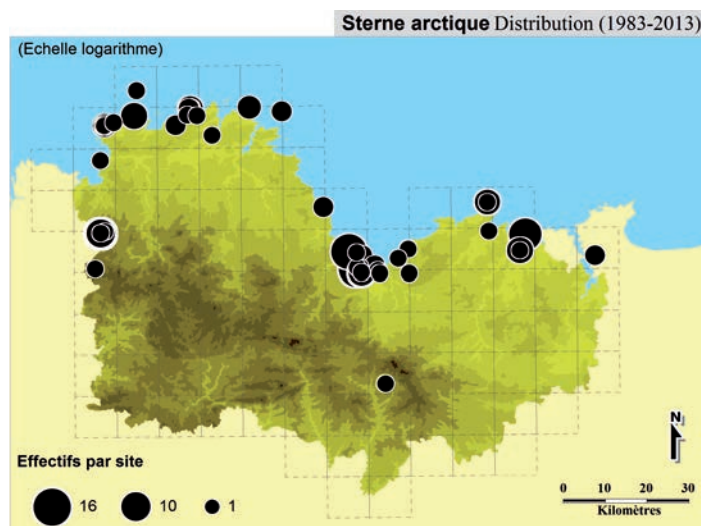 Sterne arctique Distribution (1983-2013)
(Echelle logarithme)
N
Effectifs par site
16 10 1
0 10 20 30
Kilomètres